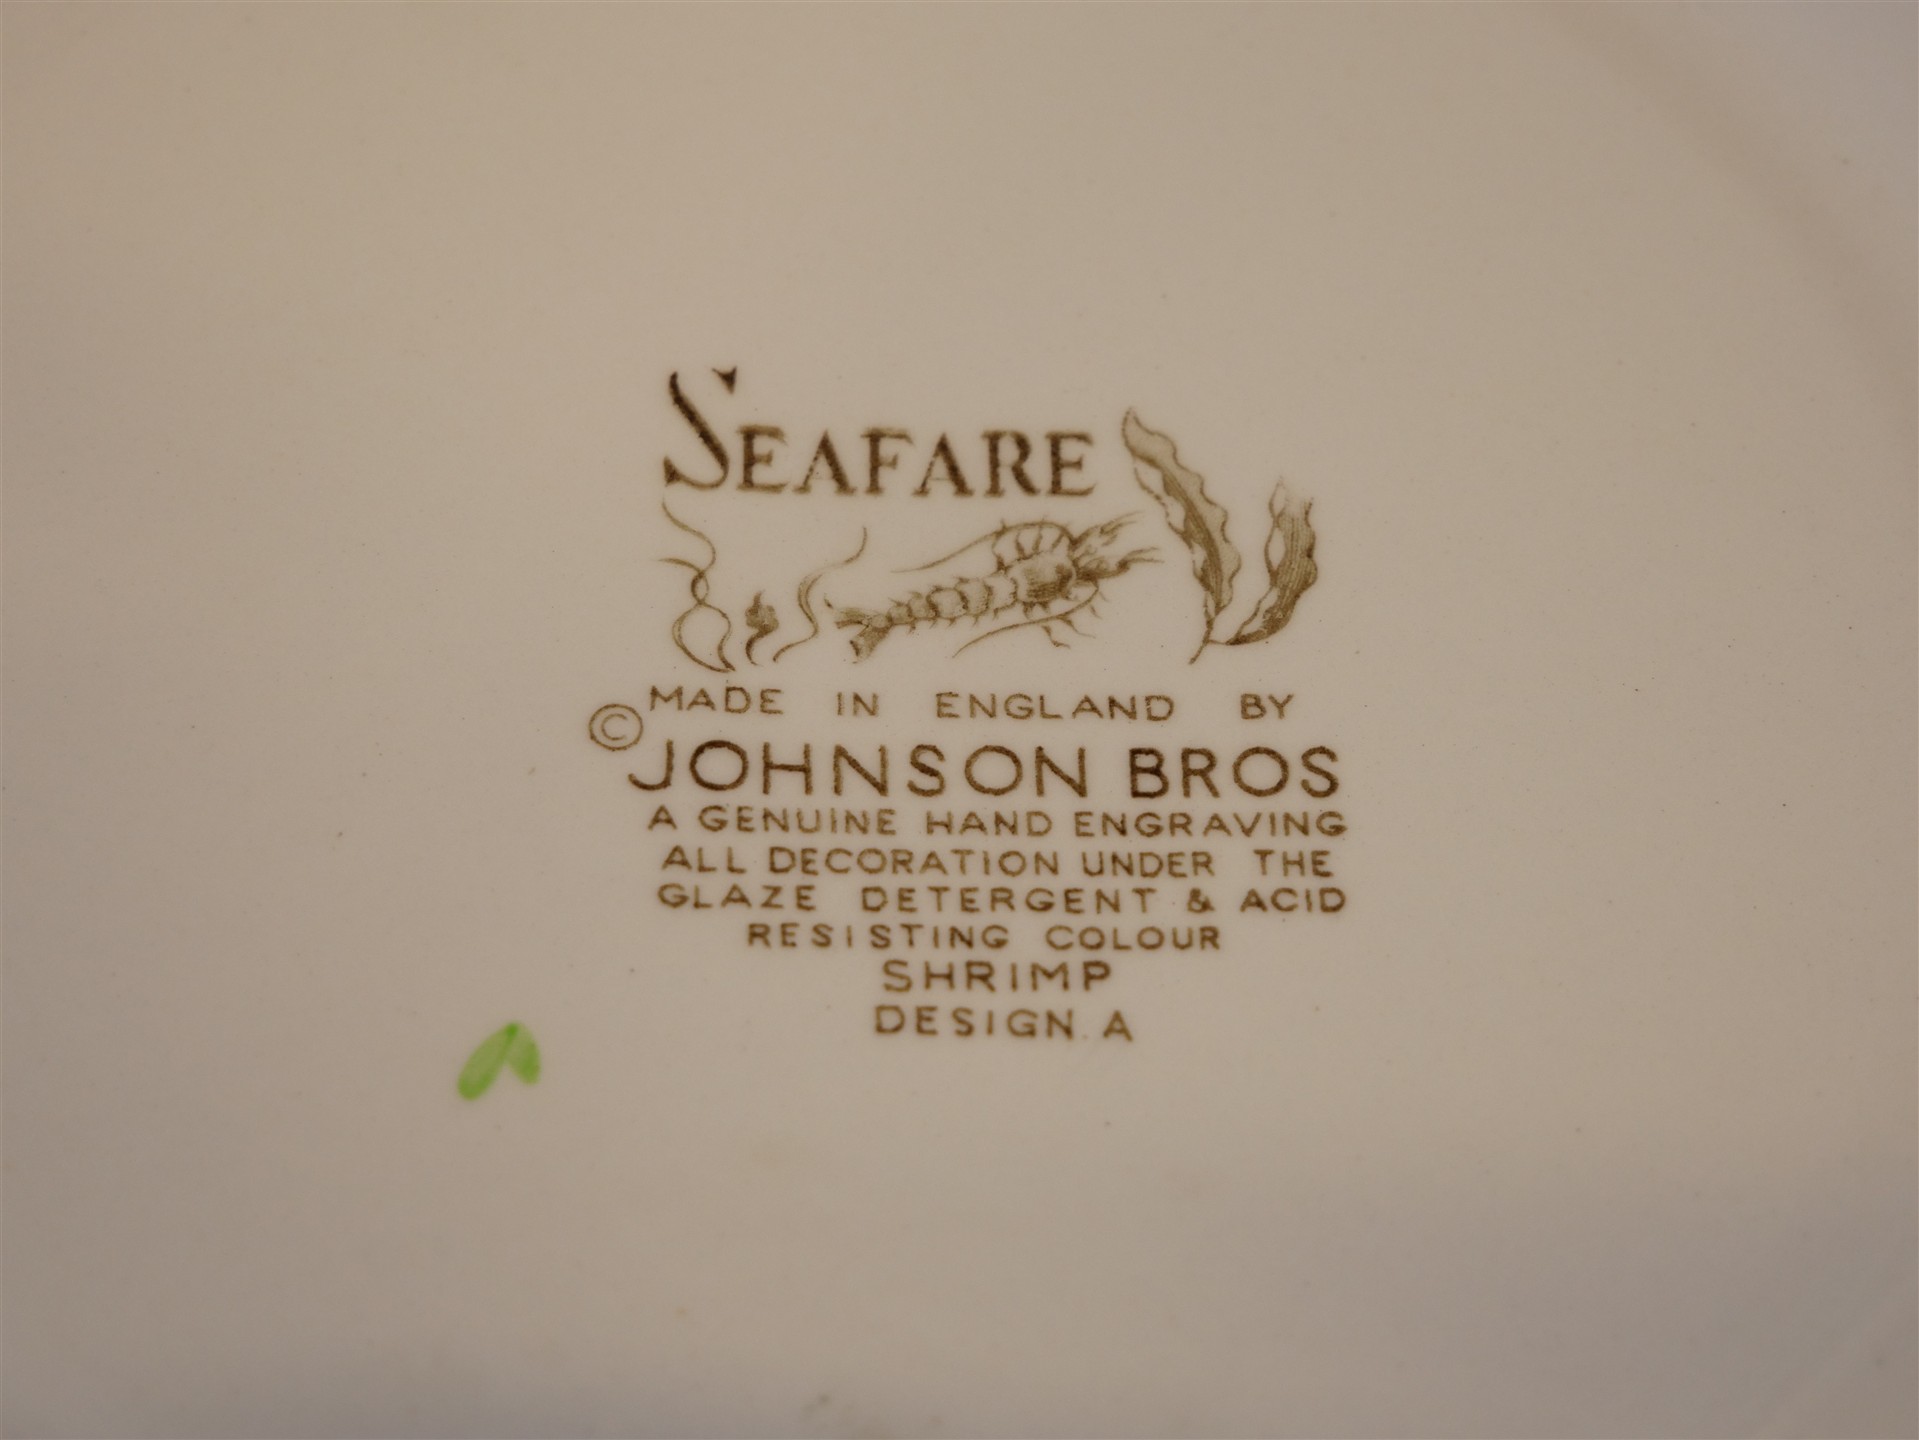 SEAFARE
MADE IN ENGLAND BY
© JOHNSON BROS
A GENUINE HAND ENGRAVING
ALL DECORATION UNDER THE
GLAZE DETERGENT & ACID
RESISTING COLOUR
SHRIMP
DESIGN. A